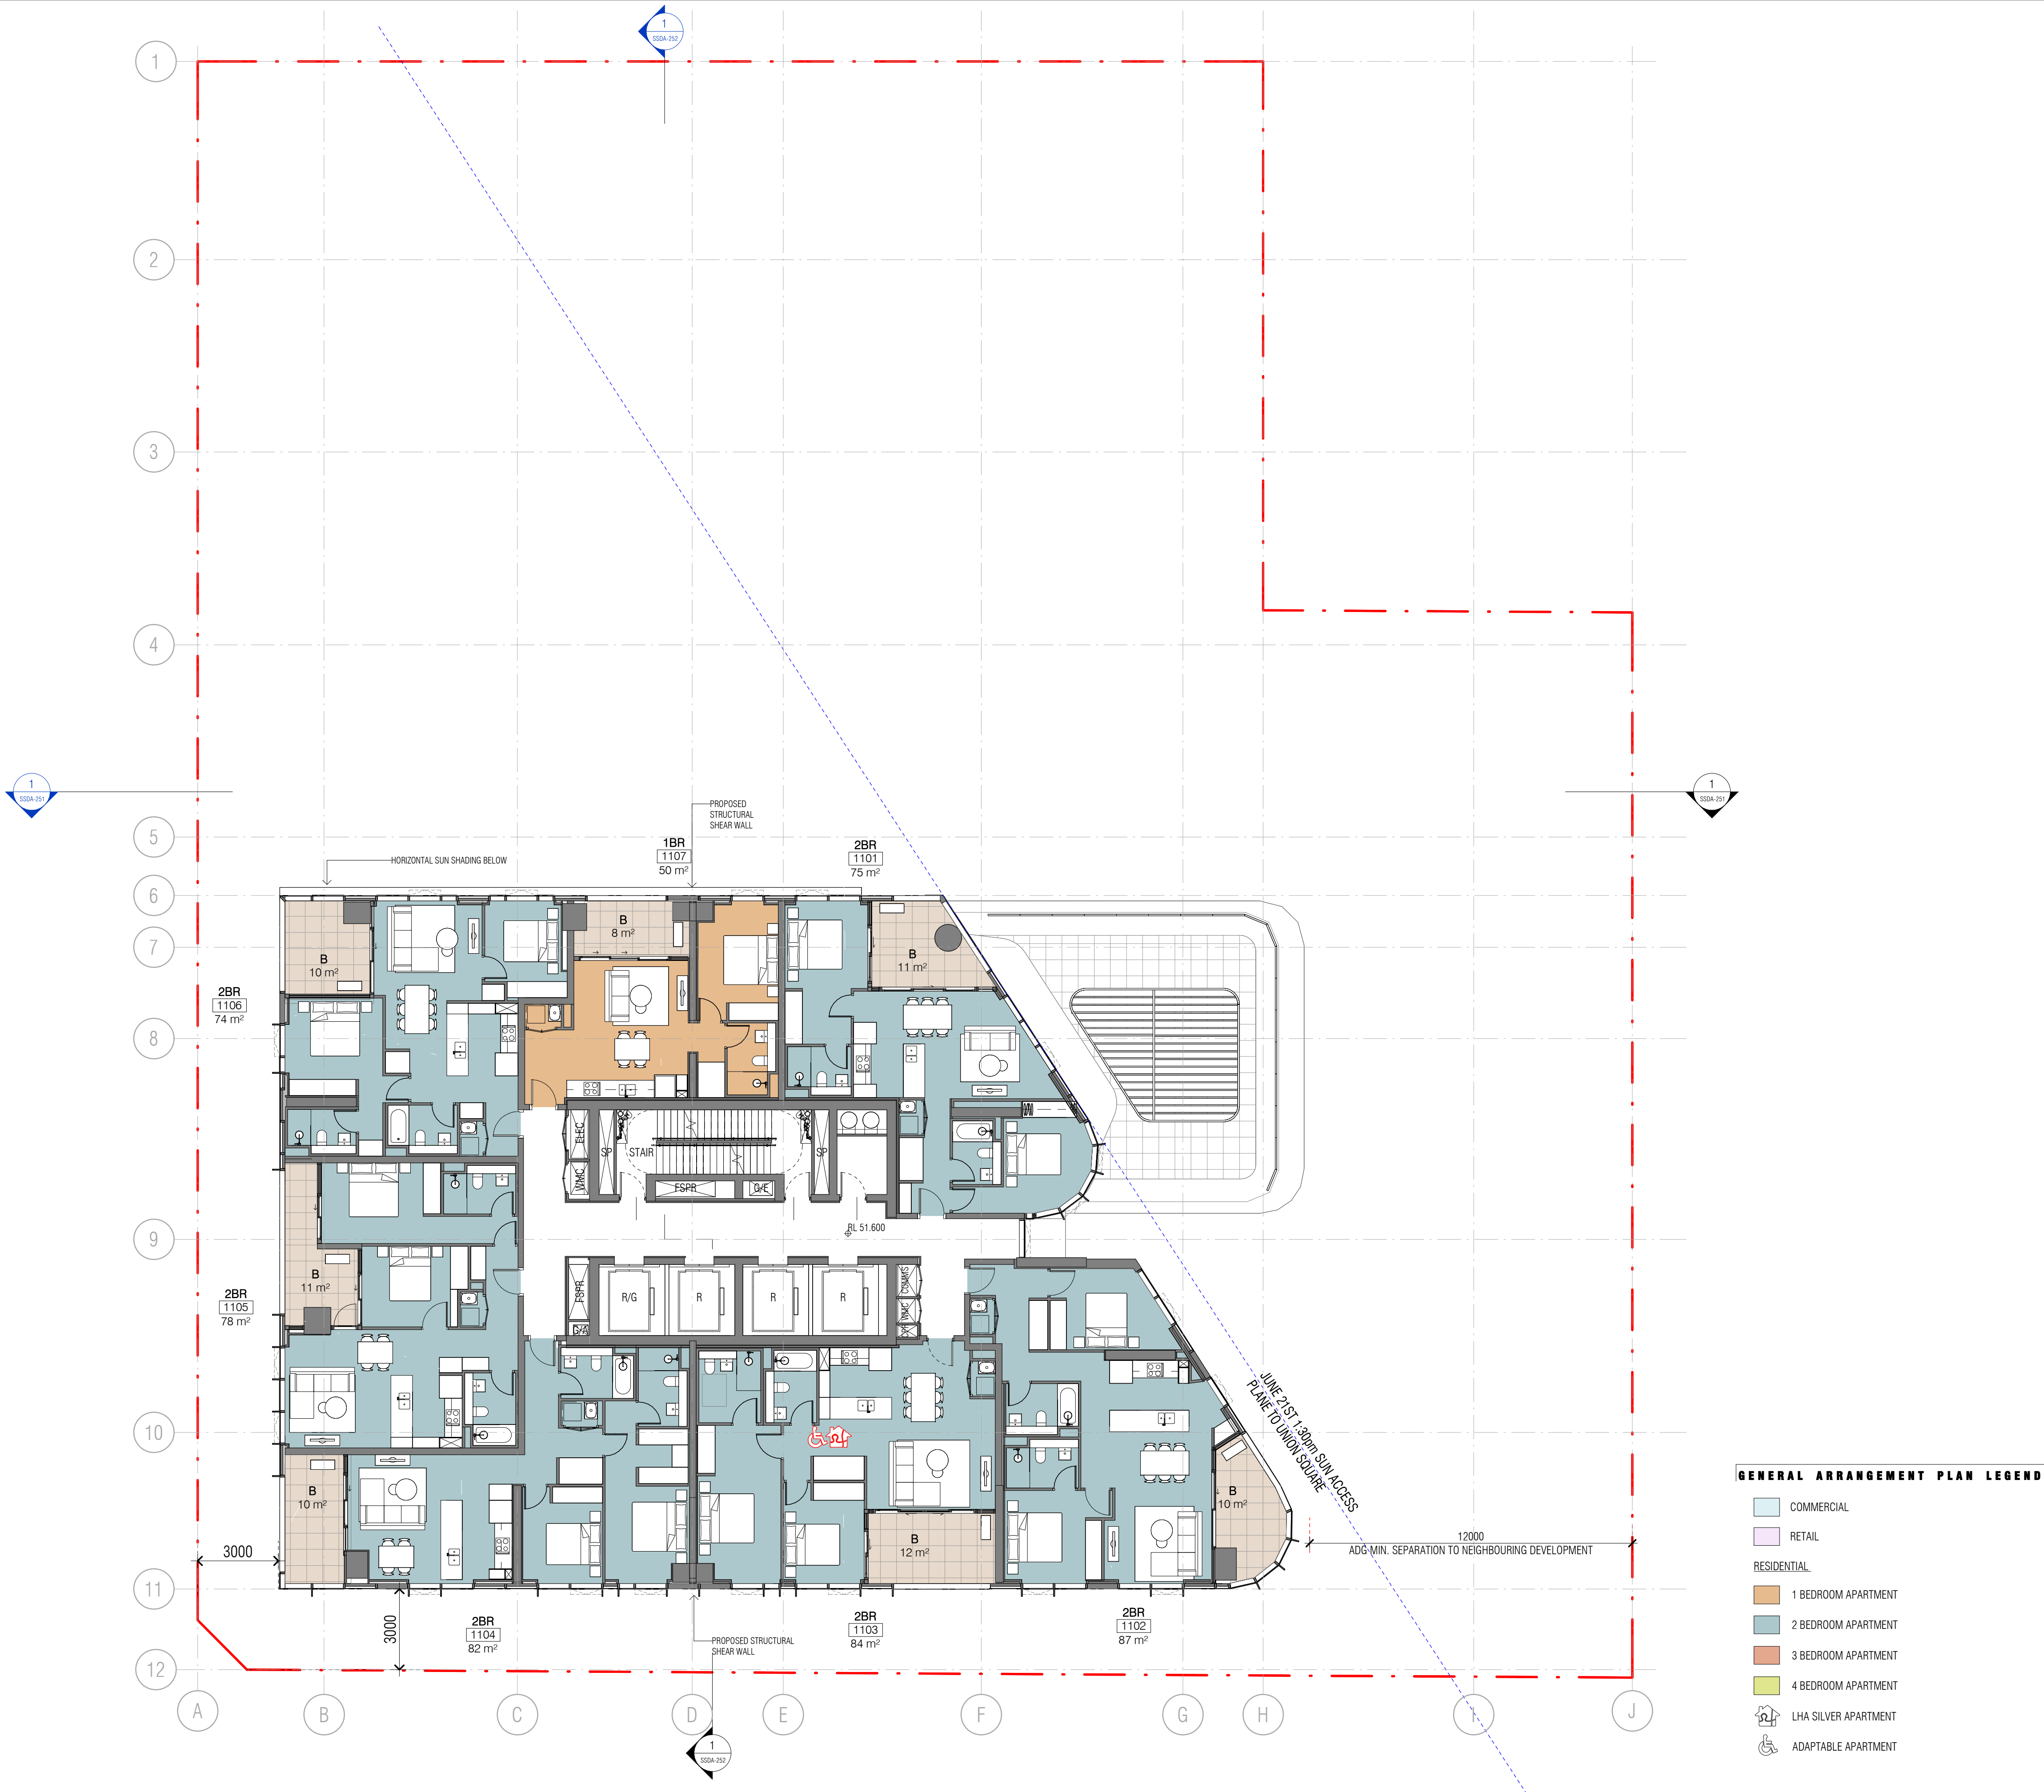 1
SSDA-252
1
2
3
4
1
SSDA-251
1
SSDA-251
PROPOSED
STRUCTURAL
SHEAR WALL
5
1BR
1107
50 m²
2BR
1101
75 m²
HORIZONTAL SUN SHADING BELOW
6
7
B
8 m²
B
10 m²
B
11 m²
2BR
1106
74 m²
8
ELEC
WMC
SP
STAIR
SP
FSPR
G/E
RL 51.600
9
B
11 m²
2BR
1105
78 m²
FSPR
G/A
R/G
R
R
R
COMMS
WMC
JUNE 21ST 1:30pm SUN ACCESS
PLANE TO UNION SQUARE
10
B
10 m²
B
10 m²
B
12 m²
3000
12000
ADG MIN. SEPARATION TO NEIGHBOURING DEVELOPMENT
11
3000
2BR
1104
82 m²
2BR
1103
84 m²
2BR
1102
87 m²
PROPOSED STRUCTURAL
SHEAR WALL
12
A
B
C
D
E
F
G
H
I
J
1
SSDA-252
GENERAL ARRANGEMENT PLAN LEGEND
COMMERCIAL
RETAIL
RESIDENTIAL
1 BEDROOM APARTMENT
2 BEDROOM APARTMENT
3 BEDROOM APARTMENT
4 BEDROOM APARTMENT
LHA SILVER APARTMENT
ADAPTABLE APARTMENT